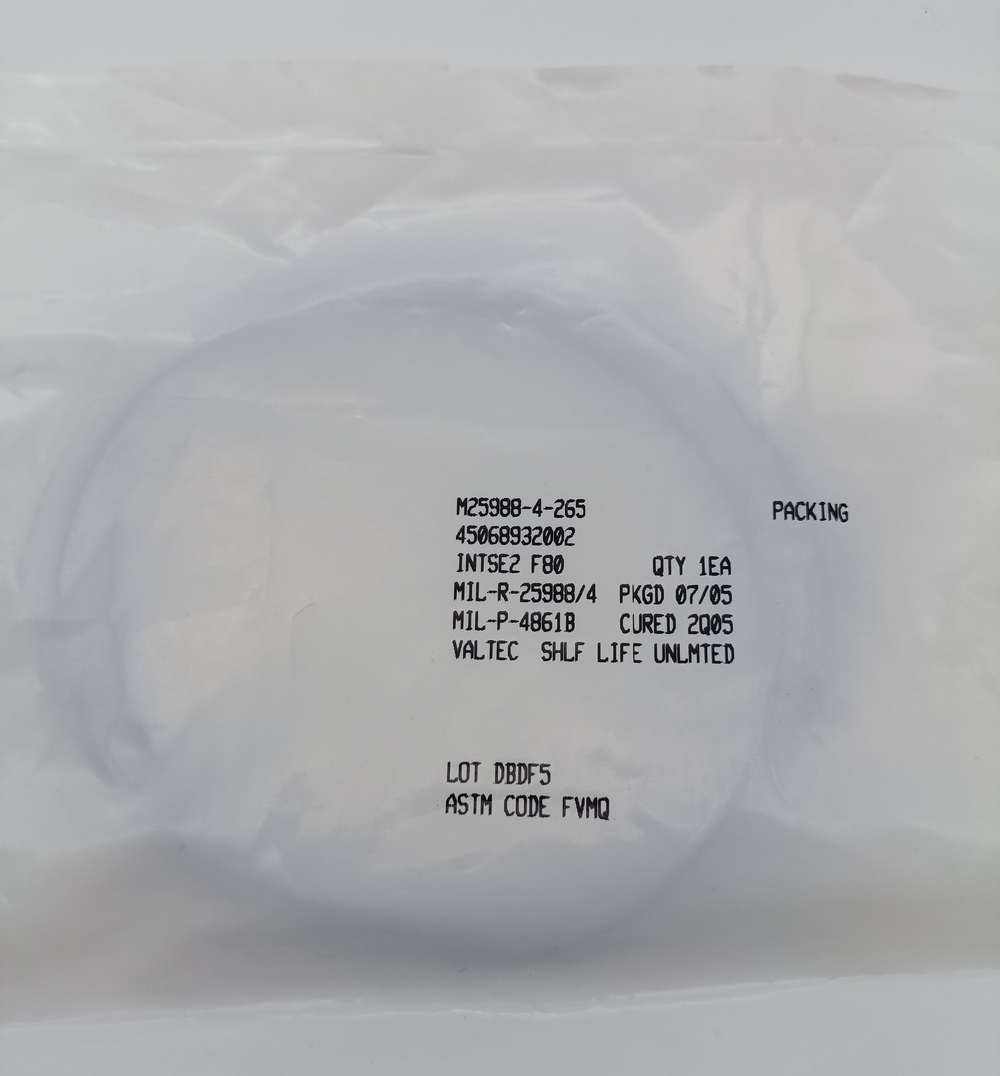 M25988-4-265 PACKING
45068932002
INTSE2 F80 QTY 1EA
MIL-R-25988/4 PKGD 07/05
MIL-P-4861B CURED 2Q05
VALTEC SHLF LIFE UNLMTED
LOT DBDF5
ASTM CODE FVMQ